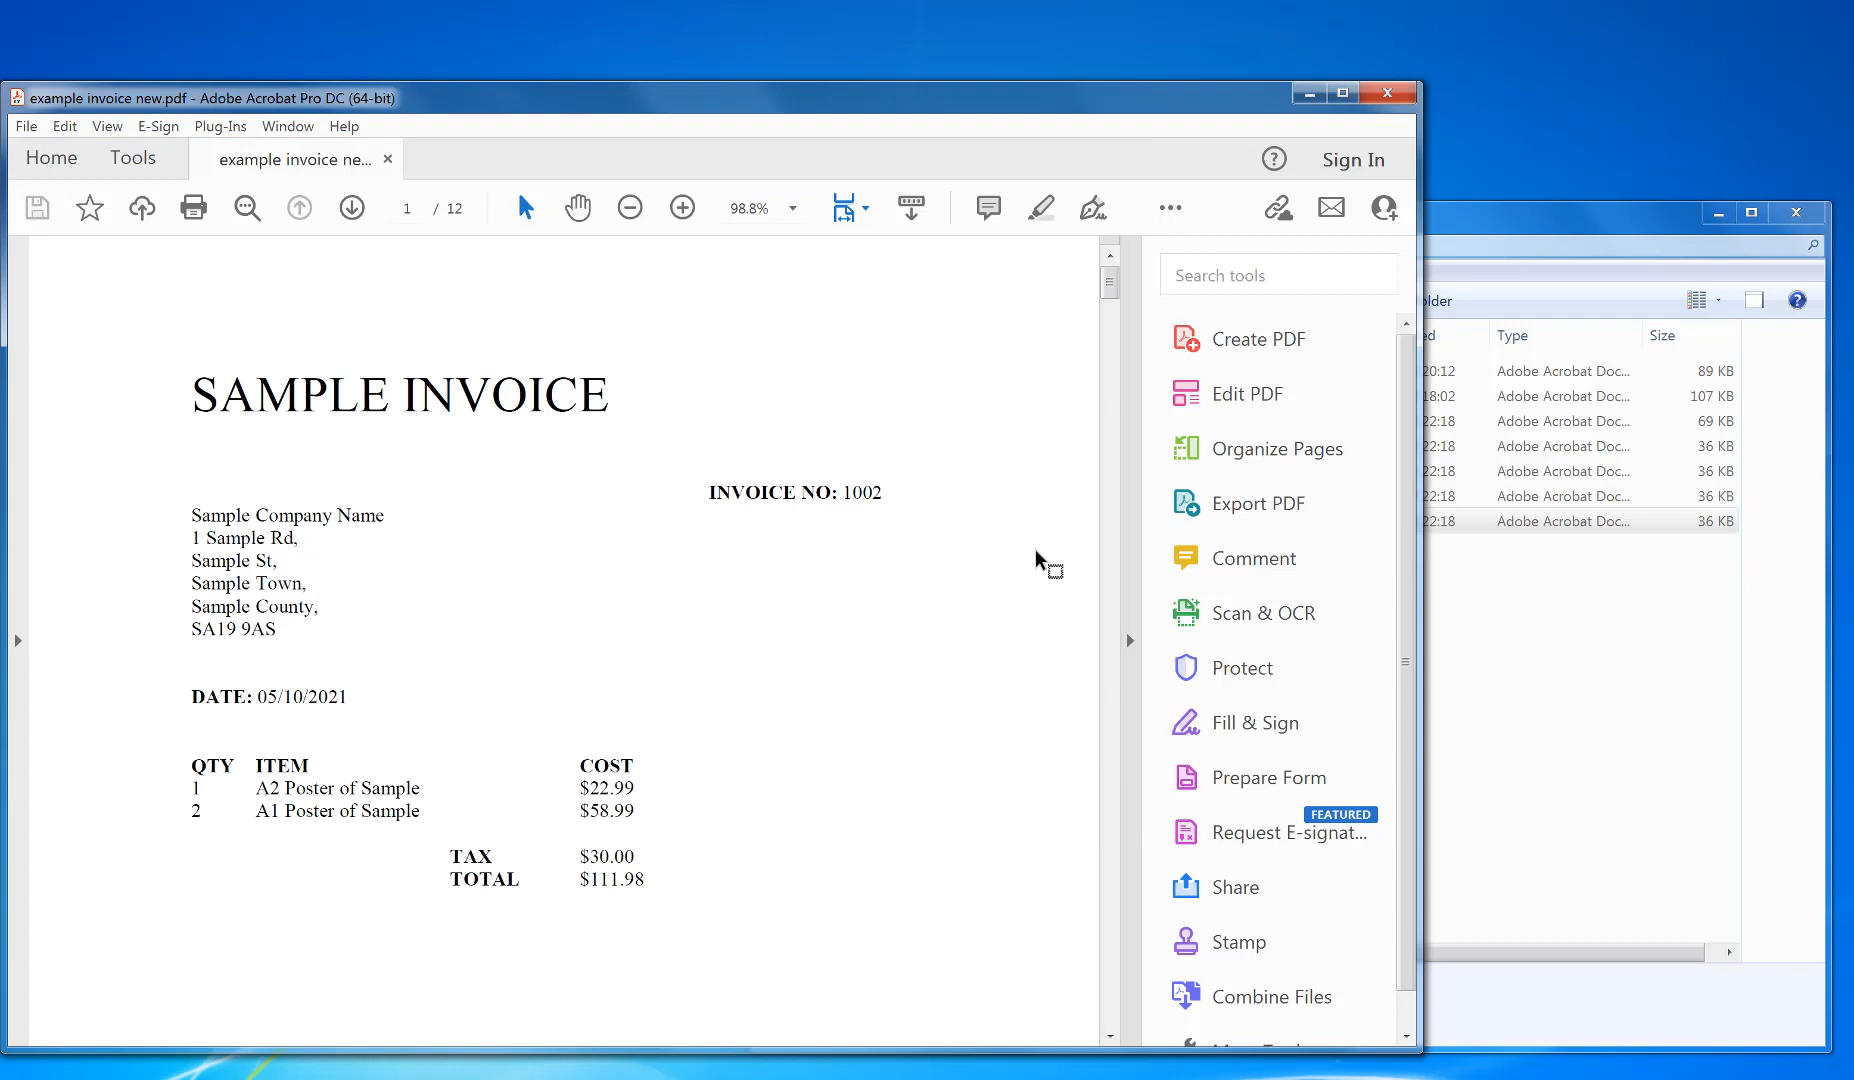 example invoice new.pdf - Adobe Acrobat Pro DC (64-bit)
File Edit View E-Sign Plug-Ins Window Help
Home Tools example invoice ne... Sign In
1 / 12 98.8%
Search tools
Create PDF
Edit PDF
Organize Pages
Export PDF
Comment
Scan & OCR
Protect
Fill & Sign
Prepare Form
FEATURED
Request E-signat...
Share
Stamp
Combine Files
SAMPLE INVOICE
INVOICE NO: 1002
Sample Company Name
1 Sample Rd,
Sample St,
Sample Town,
Sample County,
SA19 9AS
DATE: 05/10/2021
QTY ITEM COST
1 A2 Poster of Sample $22.99
2 A1 Poster of Sample $58.99
TAX $30.00
TOTAL $111.98
older
ed Type Size
20:12 Adobe Acrobat Doc... 89 KB
18:02 Adobe Acrobat Doc... 107 KB
22:18 Adobe Acrobat Doc... 69 KB
22:18 Adobe Acrobat Doc... 36 KB
22:18 Adobe Acrobat Doc... 36 KB
22:18 Adobe Acrobat Doc... 36 KB
22:18 Adobe Acrobat Doc... 36 KB